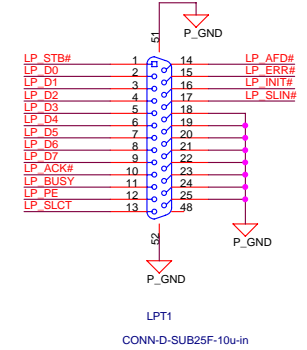 P_GND
51
LP_STB# 1 14 LP_AFD#
LP_D0 2 15 LP_ERR#
LP_D1 3 16 LP_INIT#
LP_D2 4 17 LP_SLIN#
LP_D3 5 18
LP_D4 6 19
LP_D5 7 20
LP_D6 8 21
LP_D7 9 22
LP_ACK# 10 23
LP_BUSY 11 24
LP_PE 12 25
LP_SLCT 13 48
52
P_GND
P_GND
LPT1
CONN-D-SUB25F-10u-in